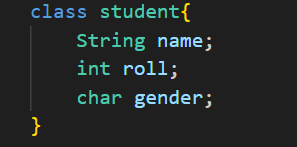 class student{
    String name;
    int roll;
    char gender;
}